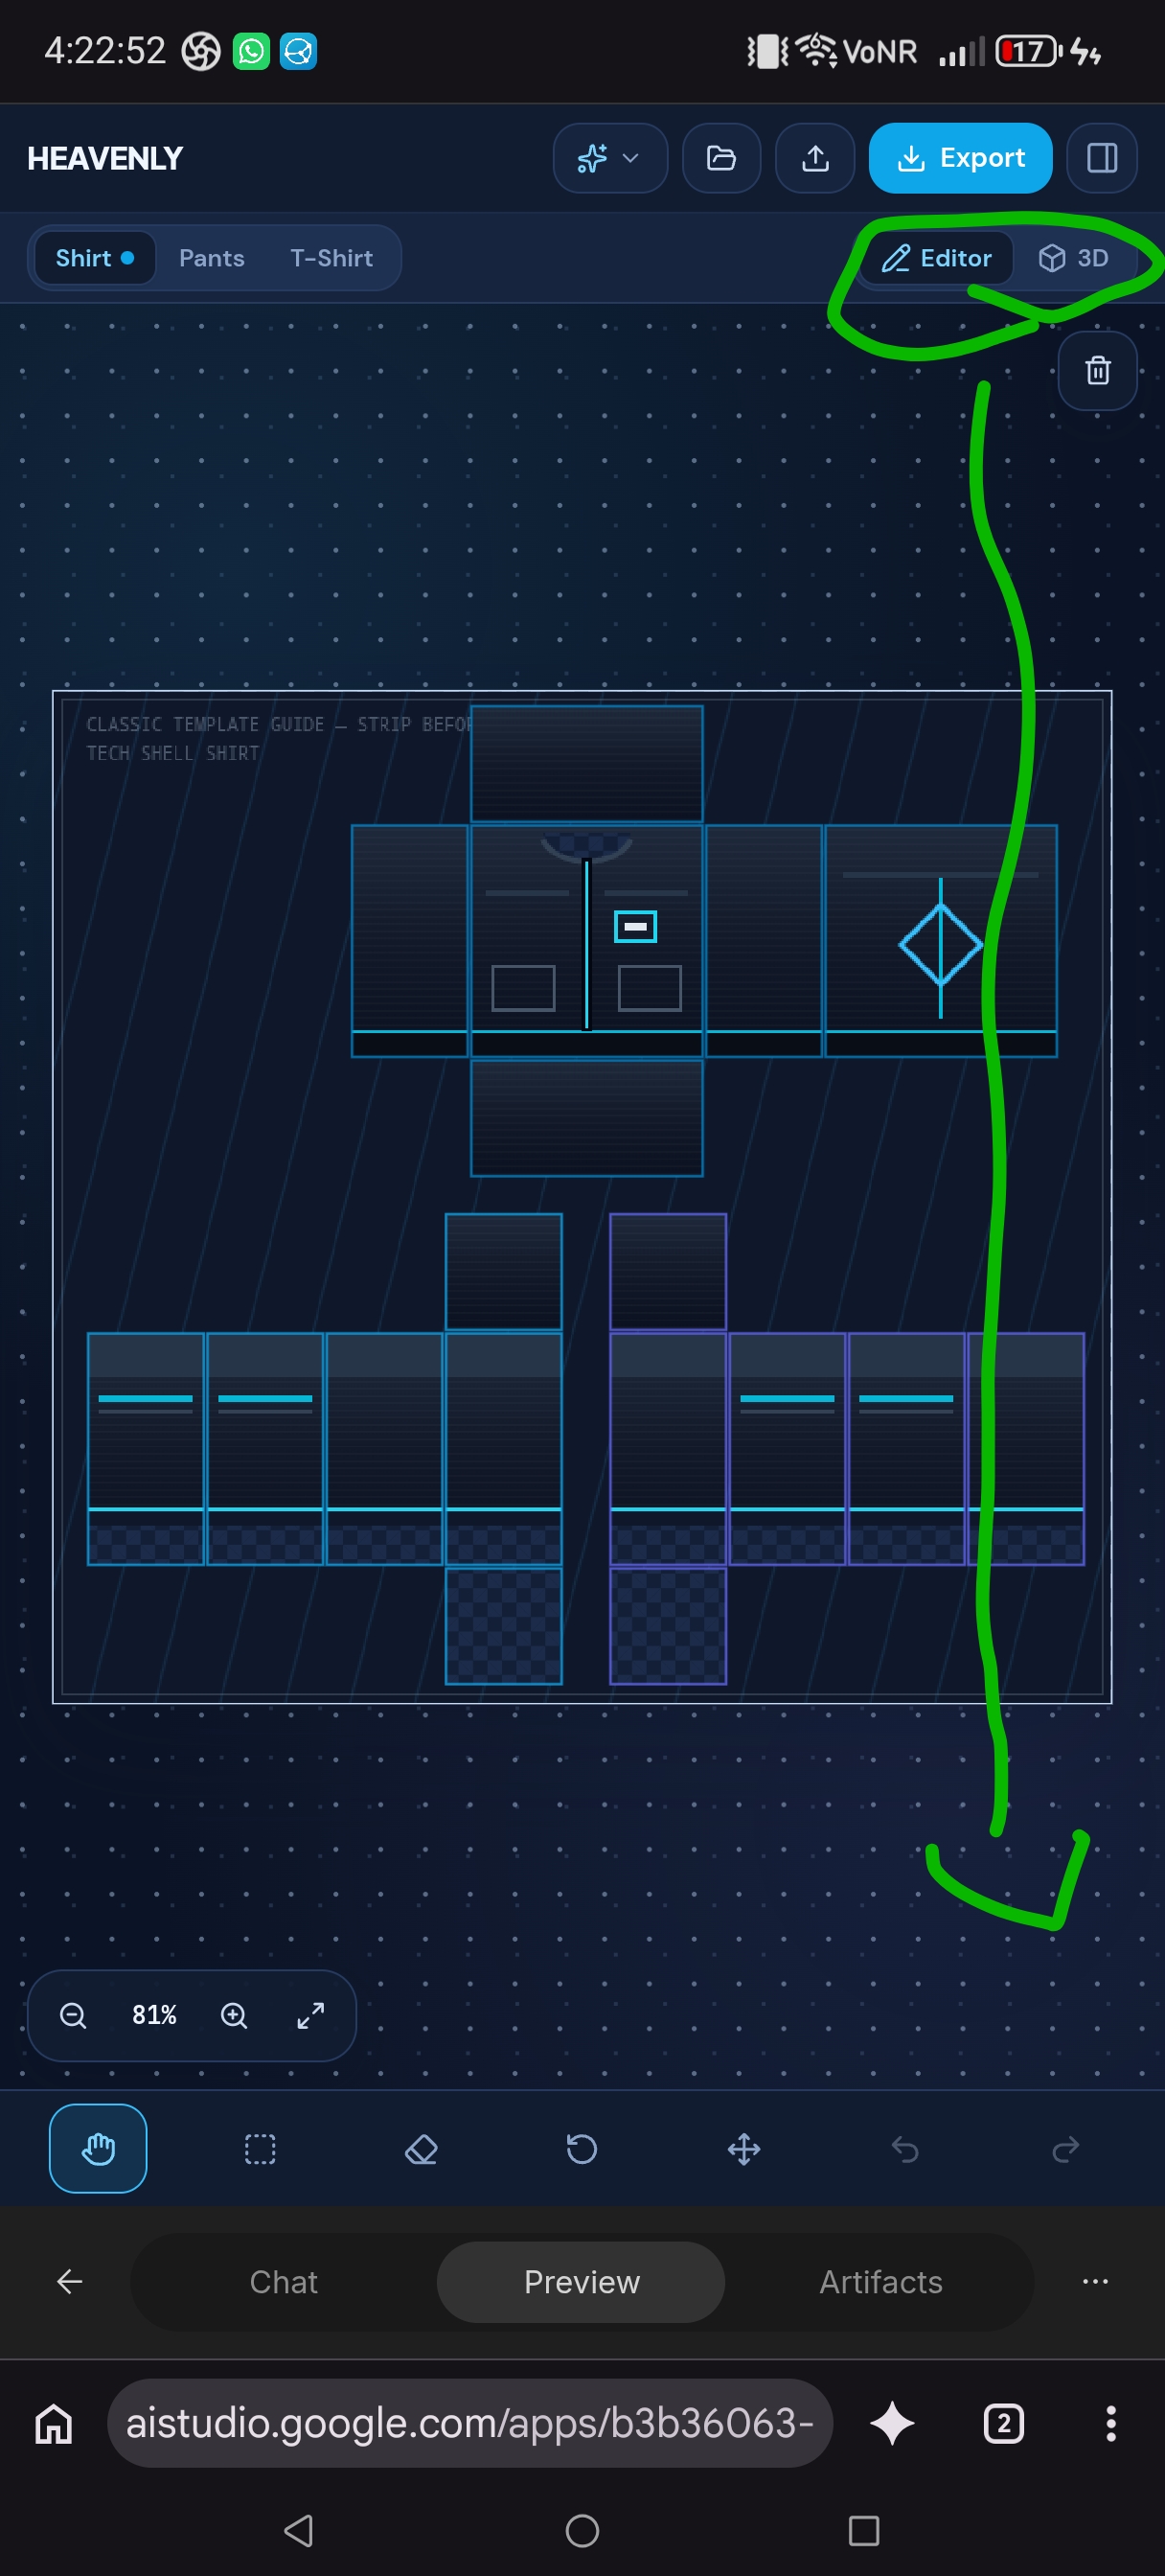 4:22:52 VoNR 17
HEAVENLY Export
Shirt Pants T-Shirt Editor 3D
CLASSIC TEMPLATE GUIDE — STRIP
TECH SHELL SHIRT
81%
Chat Preview Artifacts
aistudio.google.com/apps/b3b36063- 2